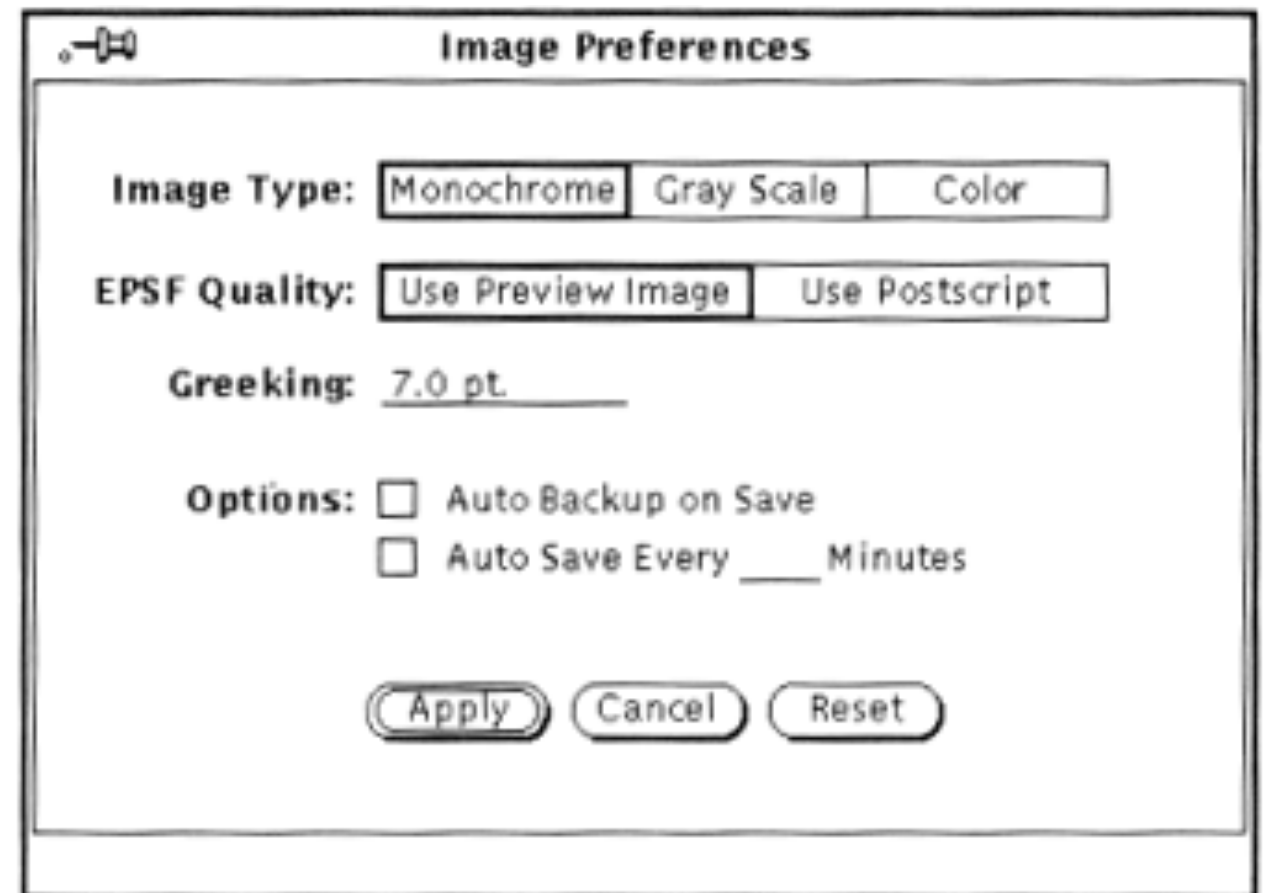 Image Preferences
Image Type: Monochrome Gray Scale Color
EPSF Quality: Use Preview Image Use Postscript
Greeking: 7.0 pt.
Options: Auto Backup on Save
Auto Save Every ____ Minutes
Apply Cancel Reset